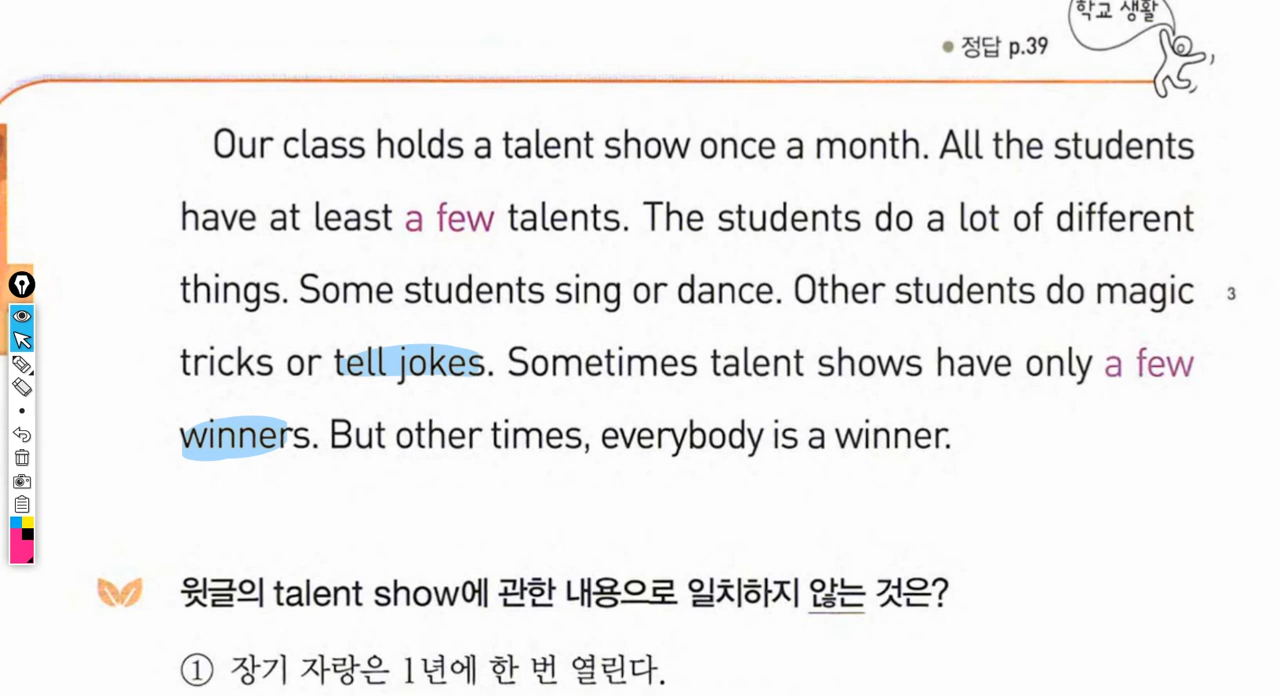 학교 생활
정답 p.39
Our class holds a talent show once a month. All the students
have at least a few talents. The students do a lot of different
things. Some students sing or dance. Other students do magic 3
tricks or tell jokes. Sometimes talent shows have only a few
winners. But other times, everybody is a winner.
윗글의 talent show에 관한 내용으로 일치하지 않는 것은?
① 장기 자랑은 1년에 한 번 열린다.